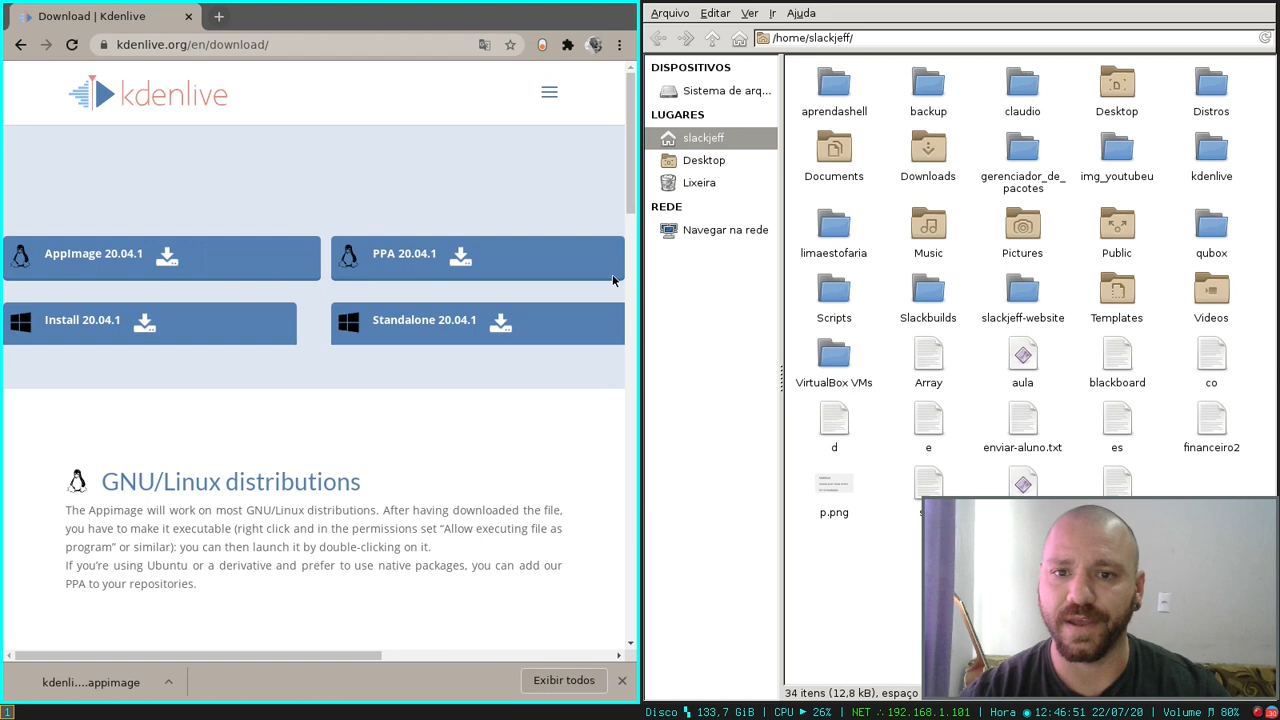 Download | Kdenlive
kdenlive.org/en/download/
kdenlive
AppImage 20.04.1
PPA 20.04.1
Install 20.04.1
Standalone 20.04.1
GNU/Linux distributions
The Appimage will work on most GNU/Linux distributions. After having downloaded the file,
you have to make it executable (right click and in the permissions set “Allow executing file as
program” or similar): you can then launch it by double-clicking on it.
If you’re using Ubuntu or a derivative and prefer to use native packages, you can add our
PPA to your repositories.
kdenli....appimage
Exibir todos
Arquivo Editar Ver Ir Ajuda
/home/slackjeff/
DISPOSITIVOS
Sistema de arq...
LUGARES
slackjeff
Desktop
Lixeira
REDE
Navegar na rede
aprendashell backup claudio Desktop Distros
Documents Downloads gerenciador_de_ img_youtubeu kdenlive
pacotes
limaestofaria Music Pictures Public qubox
Scripts Slackbuilds slackjeff-website Templates Videos
VirtualBox VMs Array aula blackboard co
d e enviar-aluno.txt es financeiro2
p.png
34 itens (12,8 kB), espaço
1
Disco 133,7 GiB | CPU ► 26% | NET 192.168.1.101 | Hora 12:46:51 22/07/20 | Volume 80%